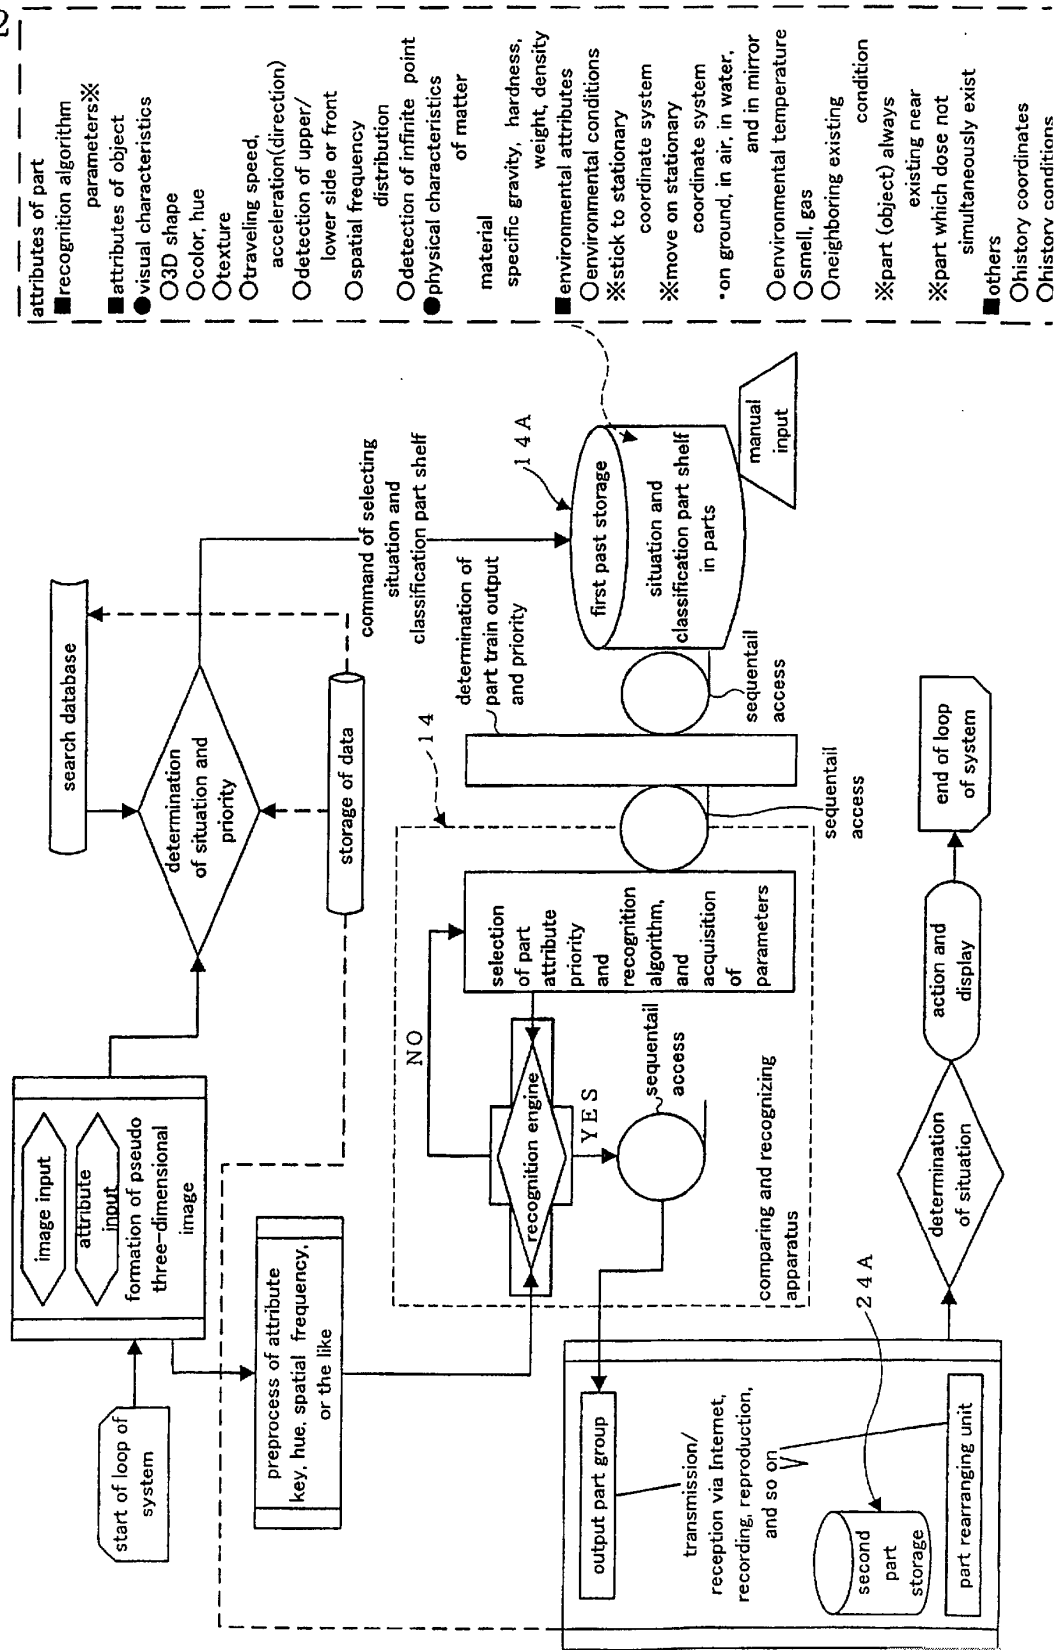 2
start of loop of
system
image input
attribute
input
formation of pseudo
three-dimensional
image
search database
determination
of situation and
priority
storage of data
command of selecting
situation and
classification part shelf
attributes of part
■recognition algorithm
parameters※
■attributes of object
●visual characteristics
○3D shape
○color, hue
○texture
○traveling speed,
acceleration(direction)
○detection of upper/
lower side or front
○spatial frequency
distribution
○detection of infinite point
●physical characteristics
of matter
material
specific gravity, hardness,
weight, density
■environmental attributes
○environmental conditions
※stick to stationary
coordinate system
※move on stationary
coordinate system
・on ground, in air, in water,
and in mirror
○environmental temperature
○smell, gas
○neighboring existing
condition
※part (object) always
existing near
※part which dose not
simultaneously exist
■others
○history coordinates
○history conditions
preprocess of attribute
key, hue, spatial frequency,
or the like
NO
recognition engine
YES
selection
of part
attribute
priority
and
recognition
algorithm,
and
acquisition
of
parameters
sequentail
access
comparing and recognizing
apparatus
14
sequentail
access
determination of
part train output
and priority
sequentail
access
14A
first past storage
situation and
classification part shelf
in parts
manual
input
output part group
transmission/
reception via Internet,
recording, reproduction,
and so on
second
part
storage
24A
part rearranging unit
determination
of situation
action and
display
end of loop
of system